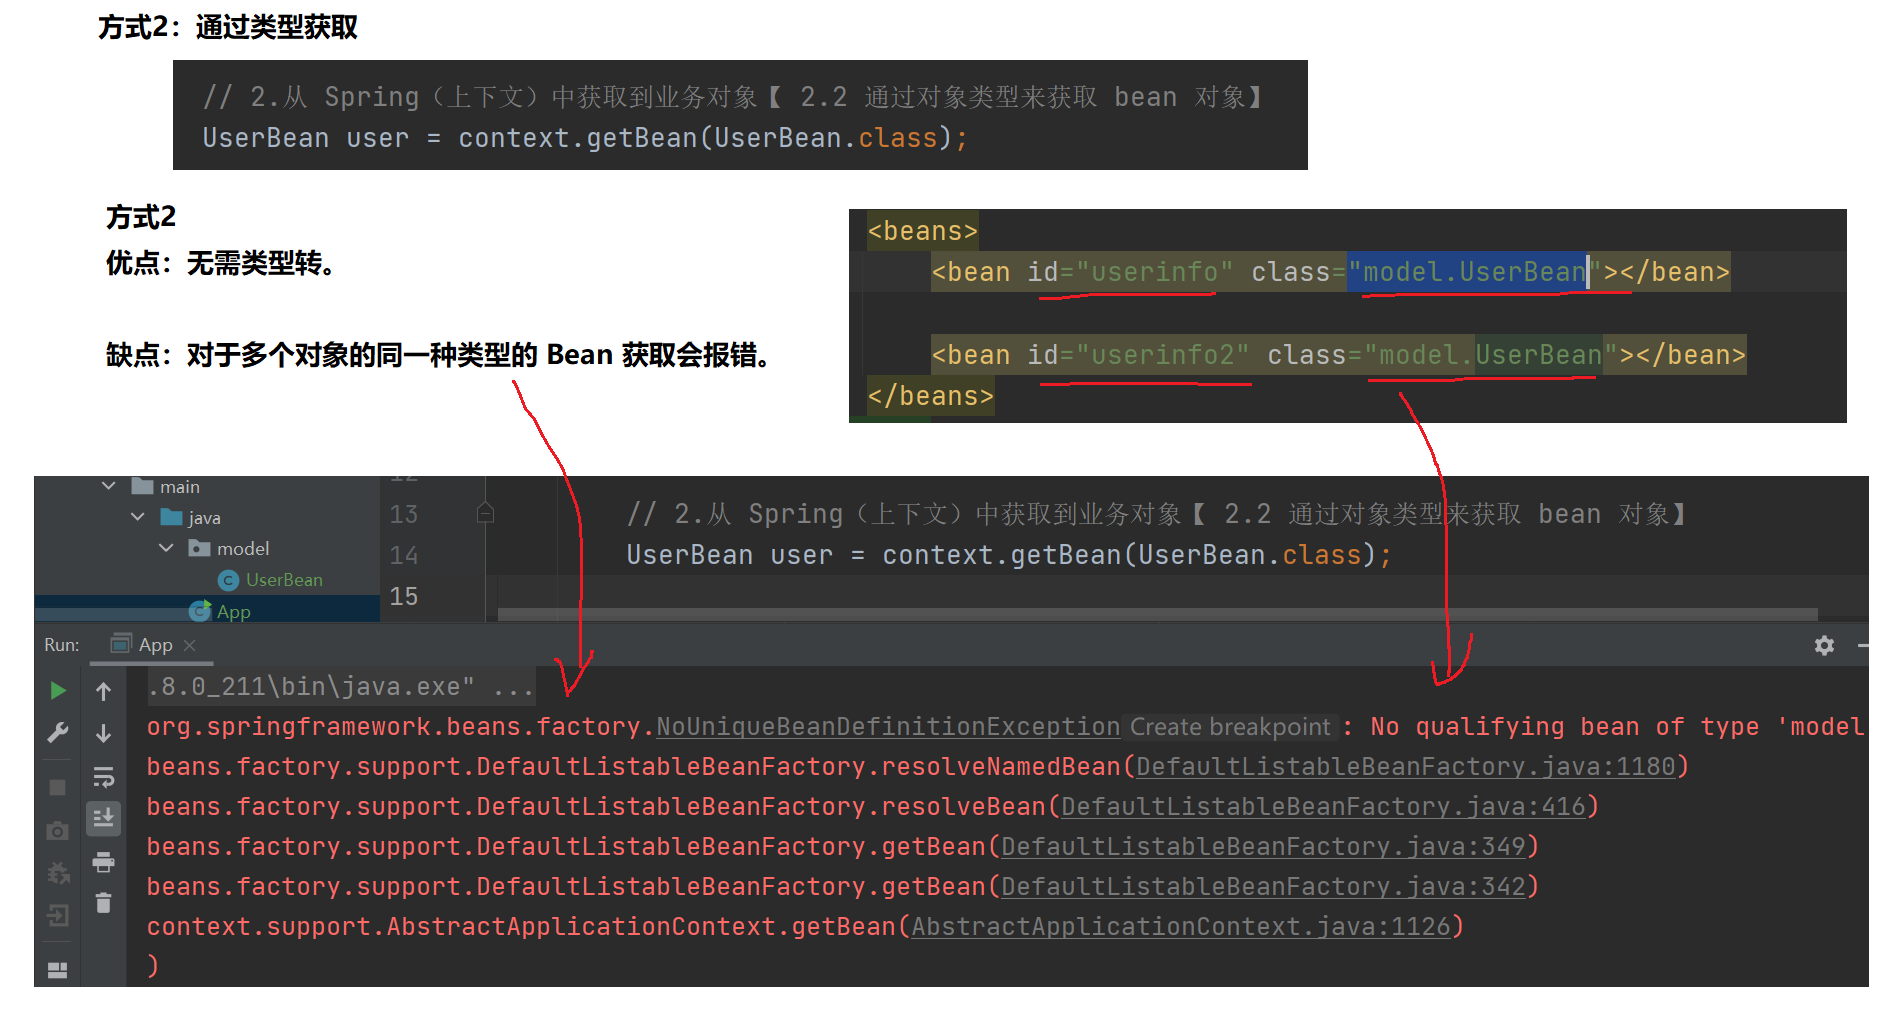 方式2：通过类型获取
// 2.从 Spring（上下文）中获取到业务对象【 2.2 通过对象类型来获取 bean 对象】
UserBean user = context.getBean(UserBean.class);
方式2
优点：无需类型转。
缺点：对于多个对象的同一种类型的 Bean 获取会报错。
<beans>
<bean id="userinfo" class="model.UserBean"></bean>
<bean id="userinfo2" class="model.UserBean"></bean>
</beans>
main
java
model
UserBean
App
12
13 // 2.从 Spring（上下文）中获取到业务对象【 2.2 通过对象类型来获取 bean 对象】
14 UserBean user = context.getBean(UserBean.class);
15
Run: App
.8.0_211\bin\java.exe" ...
org.springframework.beans.factory.NoUniqueBeanDefinitionException Create breakpoint : No qualifying bean of type 'model
beans.factory.support.DefaultListableBeanFactory.resolveNamedBean(DefaultListableBeanFactory.java:1180)
beans.factory.support.DefaultListableBeanFactory.resolveBean(DefaultListableBeanFactory.java:416)
beans.factory.support.DefaultListableBeanFactory.getBean(DefaultListableBeanFactory.java:349)
beans.factory.support.DefaultListableBeanFactory.getBean(DefaultListableBeanFactory.java:342)
context.support.AbstractApplicationContext.getBean(AbstractApplicationContext.java:1126)
)